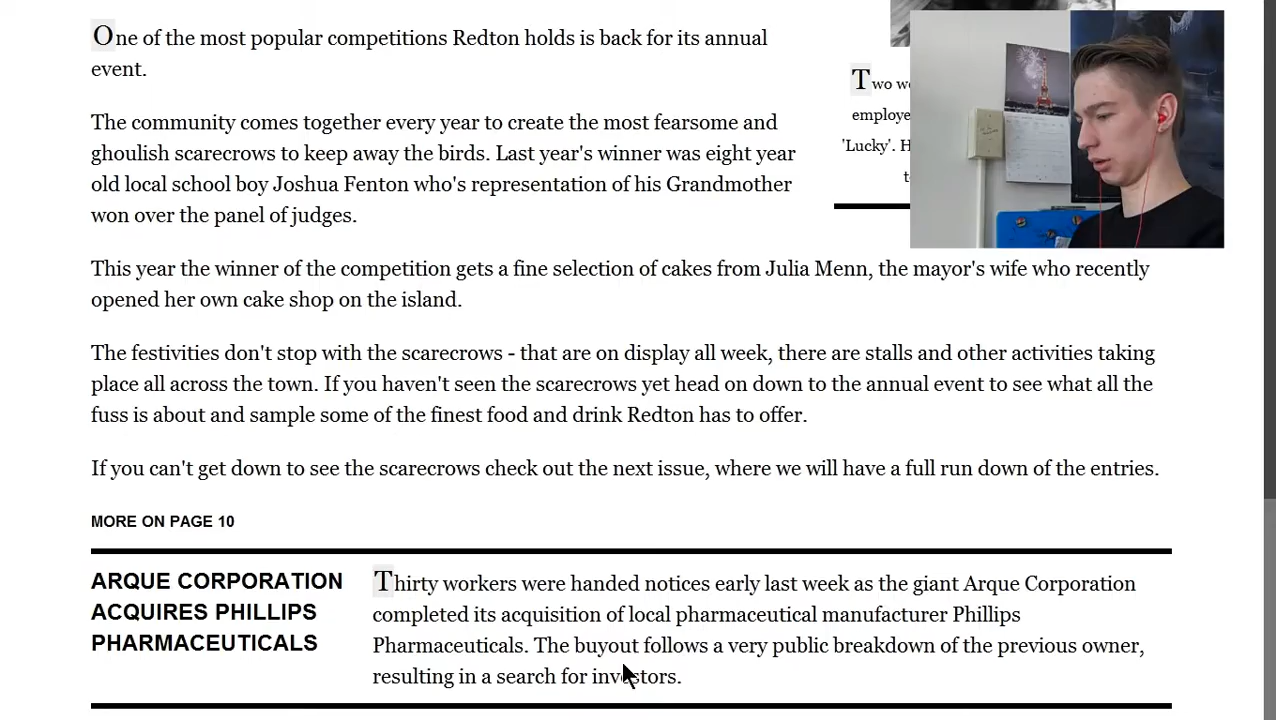 One of the most popular competitions Redton holds is back for its annual
event.
The community comes together every year to create the most fearsome and
ghoulish scarecrows to keep away the birds. Last year's winner was eight year
old local school boy Joshua Fenton who's representation of his Grandmother
won over the panel of judges.
Two
employe
'Lucky'. H
This year the winner of the competition gets a fine selection of cakes from Julia Menn, the mayor's wife who recently
opened her own cake shop on the island.
The festivities don't stop with the scarecrows - that are on display all week, there are stalls and other activities taking
place all across the town. If you haven't seen the scarecrows yet head on down to the annual event to see what all the
fuss is about and sample some of the finest food and drink Redton has to offer.
If you can't get down to see the scarecrows check out the next issue, where we will have a full run down of the entries.
MORE ON PAGE 10
ARQUE CORPORATION
ACQUIRES PHILLIPS
PHARMACEUTICALS
Thirty workers were handed notices early last week as the giant Arque Corporation
completed its acquisition of local pharmaceutical manufacturer Phillips
Pharmaceuticals. The buyout follows a very public breakdown of the previous owner,
resulting in a search for investors.